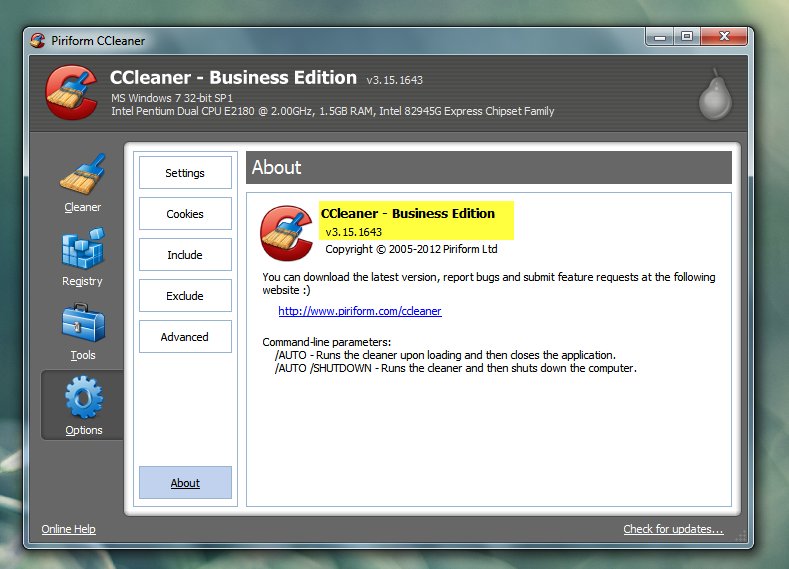 Piriform CCleaner
CCleaner - Business Edition v3.15.1643
MS Windows 7 32-bit SP1
Intel Pentium Dual CPU E2180 @ 2.00GHz, 1.5GB RAM, Intel 82945G Express Chipset Family
Cleaner
Registry
Tools
Options
Settings
Cookies
Include
Exclude
Advanced
About
About
CCleaner - Business Edition
v3.15.1643
Copyright © 2005-2012 Piriform Ltd
You can download the latest version, report bugs and submit feature requests at the following
website :)
http://www.piriform.com/ccleaner
Command-line parameters:
/AUTO - Runs the cleaner upon loading and then closes the application.
/AUTO /SHUTDOWN - Runs the cleaner and then shuts down the computer.
Online Help
Check for updates...